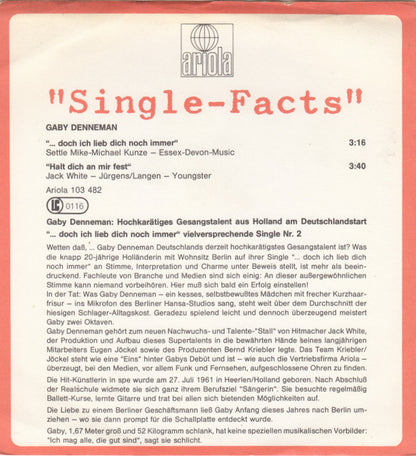 ariola
"Single-Facts"
GABY DENNEMAN
"... doch ich lieb dich noch immer" 3:16
Settle Mike-Michael Kunze – Essex-Devon-Music
"Halt dich an mir fest" 3:40
Jack White – Jürgens/Langen – Youngster
Ariola 103 482
LC 0116
Gaby Denneman: Hochkarätiges Gesangstalent aus Holland am Deutschlandstart
"... doch ich lieb dich noch immer" vielversprechende Single Nr. 2
Wetten daß, ... Gaby Denneman Deutschlands derzeit hochkarätigstes Gesangstalent ist? Was
die knapp 20-jährige Holländerin mit Wohnsitz Berlin auf ihrer Single "... doch ich lieb dich
noch immer" an Stimme, Interpretation und Charme unter Beweis stellt, ist mehr als beein-
druckend. Fachleute von Branche und Medien sind sich einig: An dieser außergewöhnlichen
Stimme kann niemand vorbeihören. Hier muß sich bald ein Erfolg einstellen!
In der Tat: Was Gaby Denneman – ein kesses, selbstbewußtes Mädchen mit frecher Kurzhaar-
frisur – ins Mikrofon des Berliner Hansa-Studios sang, steht weit über dem Durchschnitt der
hiesigen Schlager-Alltagskost. Geradezu spielend leicht und dennoch überzeugend meistert
Gaby zwei Oktaven.
Gaby Denneman gehört zum neuen Nachwuchs- und Talente-"Stall" von Hitmacher Jack White,
der Produktion und Aufbau dieses Supertalents in die bewährten Hände seines langjährigen
Mitarbeiters Eugen Jöckel sowie des Produzenten Bernd Kriebler legte. Das Team Kriebler/
Jöckel steht wie eine "Eins" hinter Gabys Debüt und ist – wie auch die Vertriebsfirma Ariola –
überzeugt, bei den Medien, vor allem Funk und Fernsehen, aufgeschlossene Ohren zu finden.
Die Hit-Künstlerin wurde am 27. Juli 1961 in Heerlen/Holland geboren. Nach Abschluß
der Realschule widmete sie sich ganz ihrem Berufsziel "Sängerin". Sie besuchte regelmäßig
Ballett-Kurse, lernte Gitarre und trat bei allen sich bietenden Möglichkeiten auf.
Die Liebe zu einem Berliner Geschäftsmann ließ Gaby Anfang dieses Jahres nach Berlin um-
ziehen – wo sie dann prompt für die Schallplatte entdeckt wurde.
Gaby, 1,67 Meter groß und 52 Kilogramm schlank, hat keine speziellen musikalischen Vorbilder:
"Ich mag alle, die gut sind", sagt sie schlicht.